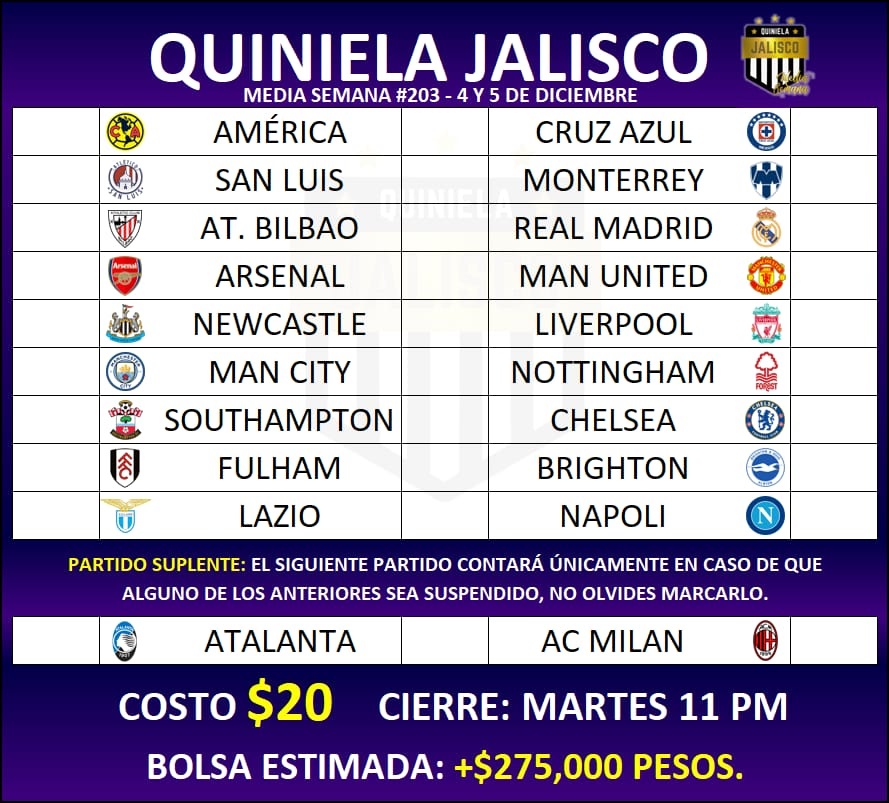 QUINIELA JALISCO
QUINIELA
JALISCO
Media Semana
MEDIA SEMANA #203 - 4 Y 5 DE DICIEMBRE
AMÉRICA CRUZ AZUL
SAN LUIS MONTERREY
AT. BILBAO REAL MADRID
ARSENAL MAN UNITED
NEWCASTLE LIVERPOOL
MAN CITY NOTTINGHAM
SOUTHAMPTON CHELSEA
FULHAM BRIGHTON
LAZIO NAPOLI
QUINIELA
JALISCO
PARTIDO SUPLENTE: EL SIGUIENTE PARTIDO CONTARÁ ÚNICAMENTE EN CASO DE QUE
ALGUNO DE LOS ANTERIORES SEA SUSPENDIDO, NO OLVIDES MARCARLO.
ATALANTA AC MILAN
COSTO $20 CIERRE: MARTES 11 PM
BOLSA ESTIMADA: +$275,000 PESOS.